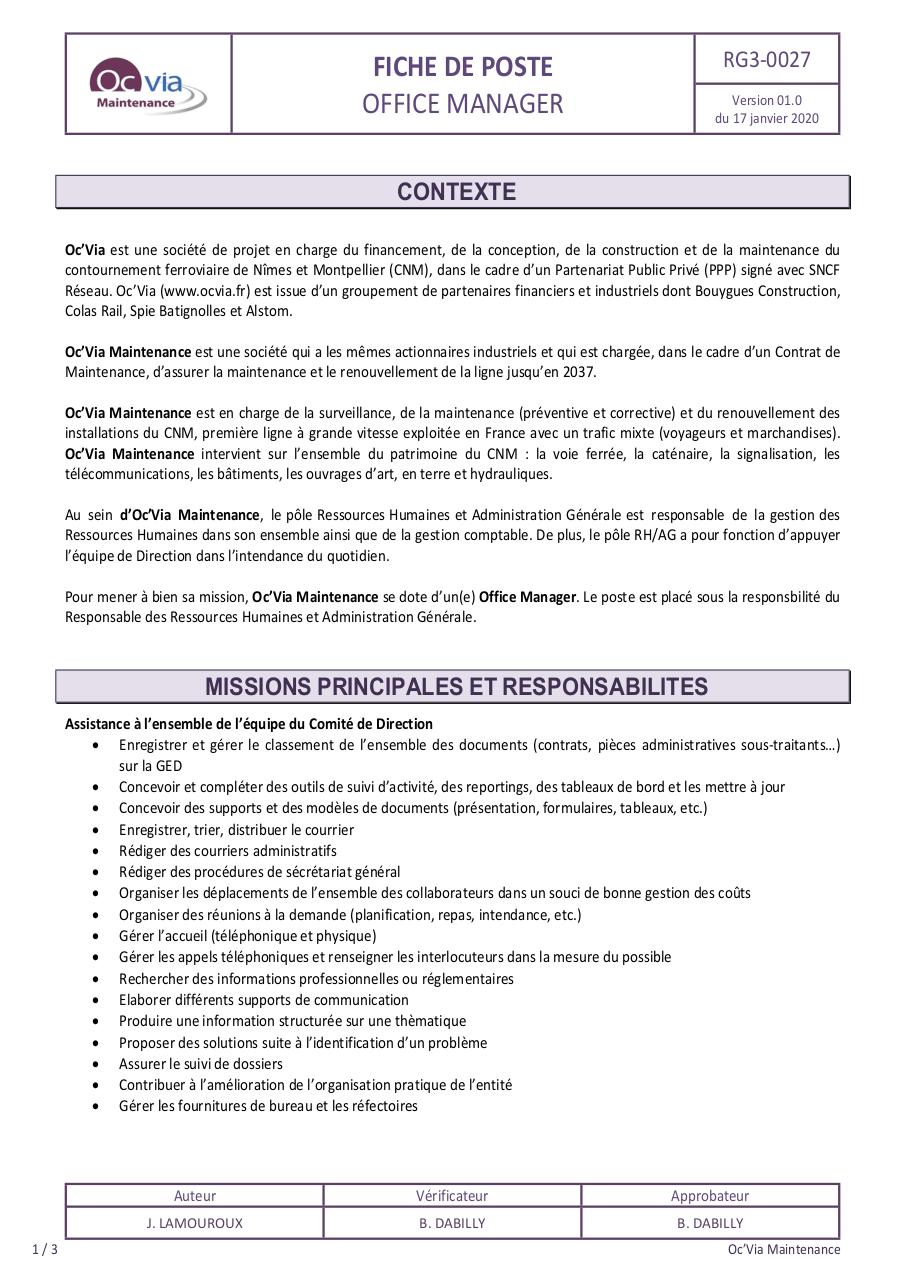 Oc via
Maintenance
FICHE DE POSTE
OFFICE MANAGER
RG3-0027
Version 01.0
du 17 janvier 2020
CONTEXTE
Oc’Via est une société de projet en charge du financement, de la conception, de la construction et de la maintenance du
contournement ferroviaire de Nîmes et Montpellier (CNM), dans le cadre d’un Partenariat Public Privé (PPP) signé avec SNCF
Réseau. Oc’Via (www.ocvia.fr) est issue d’un groupement de partenaires financiers et industriels dont Bouygues Construction,
Colas Rail, Spie Batignolles et Alstom.
Oc’Via Maintenance est une société qui a les mêmes actionnaires industriels et qui est chargée, dans le cadre d’un Contrat de
Maintenance, d’assurer la maintenance et le renouvellement de la ligne jusqu’en 2037.
Oc’Via Maintenance est en charge de la surveillance, de la maintenance (préventive et corrective) et du renouvellement des
installations du CNM, première ligne à grande vitesse exploitée en France avec un trafic mixte (voyageurs et marchandises).
Oc’Via Maintenance intervient sur l’ensemble du patrimoine du CNM : la voie ferrée, la caténaire, la signalisation, les
télécommunications, les bâtiments, les ouvrages d’art, en terre et hydrauliques.
Au sein d’Oc’Via Maintenance, le pôle Ressources Humaines et Administration Générale est responsable de la gestion des
Ressources Humaines dans son ensemble ainsi que de la gestion comptable. De plus, le pôle RH/AG a pour fonction d’appuyer
l’équipe de Direction dans l’intendance du quotidien.
Pour mener à bien sa mission, Oc’Via Maintenance se dote d’un(e) Office Manager. Le poste est placé sous la responsbilité du
Responsable des Ressources Humaines et Administration Générale.
MISSIONS PRINCIPALES ET RESPONSABILITES
Assistance à l’ensemble de l’équipe du Comité de Direction
• Enregistrer et gérer le classement de l’ensemble des documents (contrats, pièces administratives sous-traitants…)
sur la GED
• Concevoir et compléter des outils de suivi d’activité, des reportings, des tableaux de bord et les mettre à jour
• Concevoir des supports et des modèles de documents (présentation, formulaires, tableaux, etc.)
• Enregistrer, trier, distribuer le courrier
• Rédiger des courriers administratifs
• Rédiger des procédures de sécrétariat général
• Organiser les déplacements de l’ensemble des collaborateurs dans un souci de bonne gestion des coûts
• Organiser des réunions à la demande (planification, repas, intendance, etc.)
• Gérer l’accueil (téléphonique et physique)
• Gérer les appels téléphoniques et renseigner les interlocuteurs dans la mesure du possible
• Rechercher des informations professionnelles ou réglementaires
• Elaborer différents supports de communication
• Produire une information structurée sur une thèmatique
• Proposer des solutions suite à l’identification d’un problème
• Assurer le suivi de dossiers
• Contribuer à l’amélioration de l’organisation pratique de l’entité
• Gérer les fournitures de bureau et les réfectoires
Auteur Vérificateur Approbateur
J. LAMOUROUX B. DABILLY B. DABILLY
1 / 3 Oc’Via Maintenance